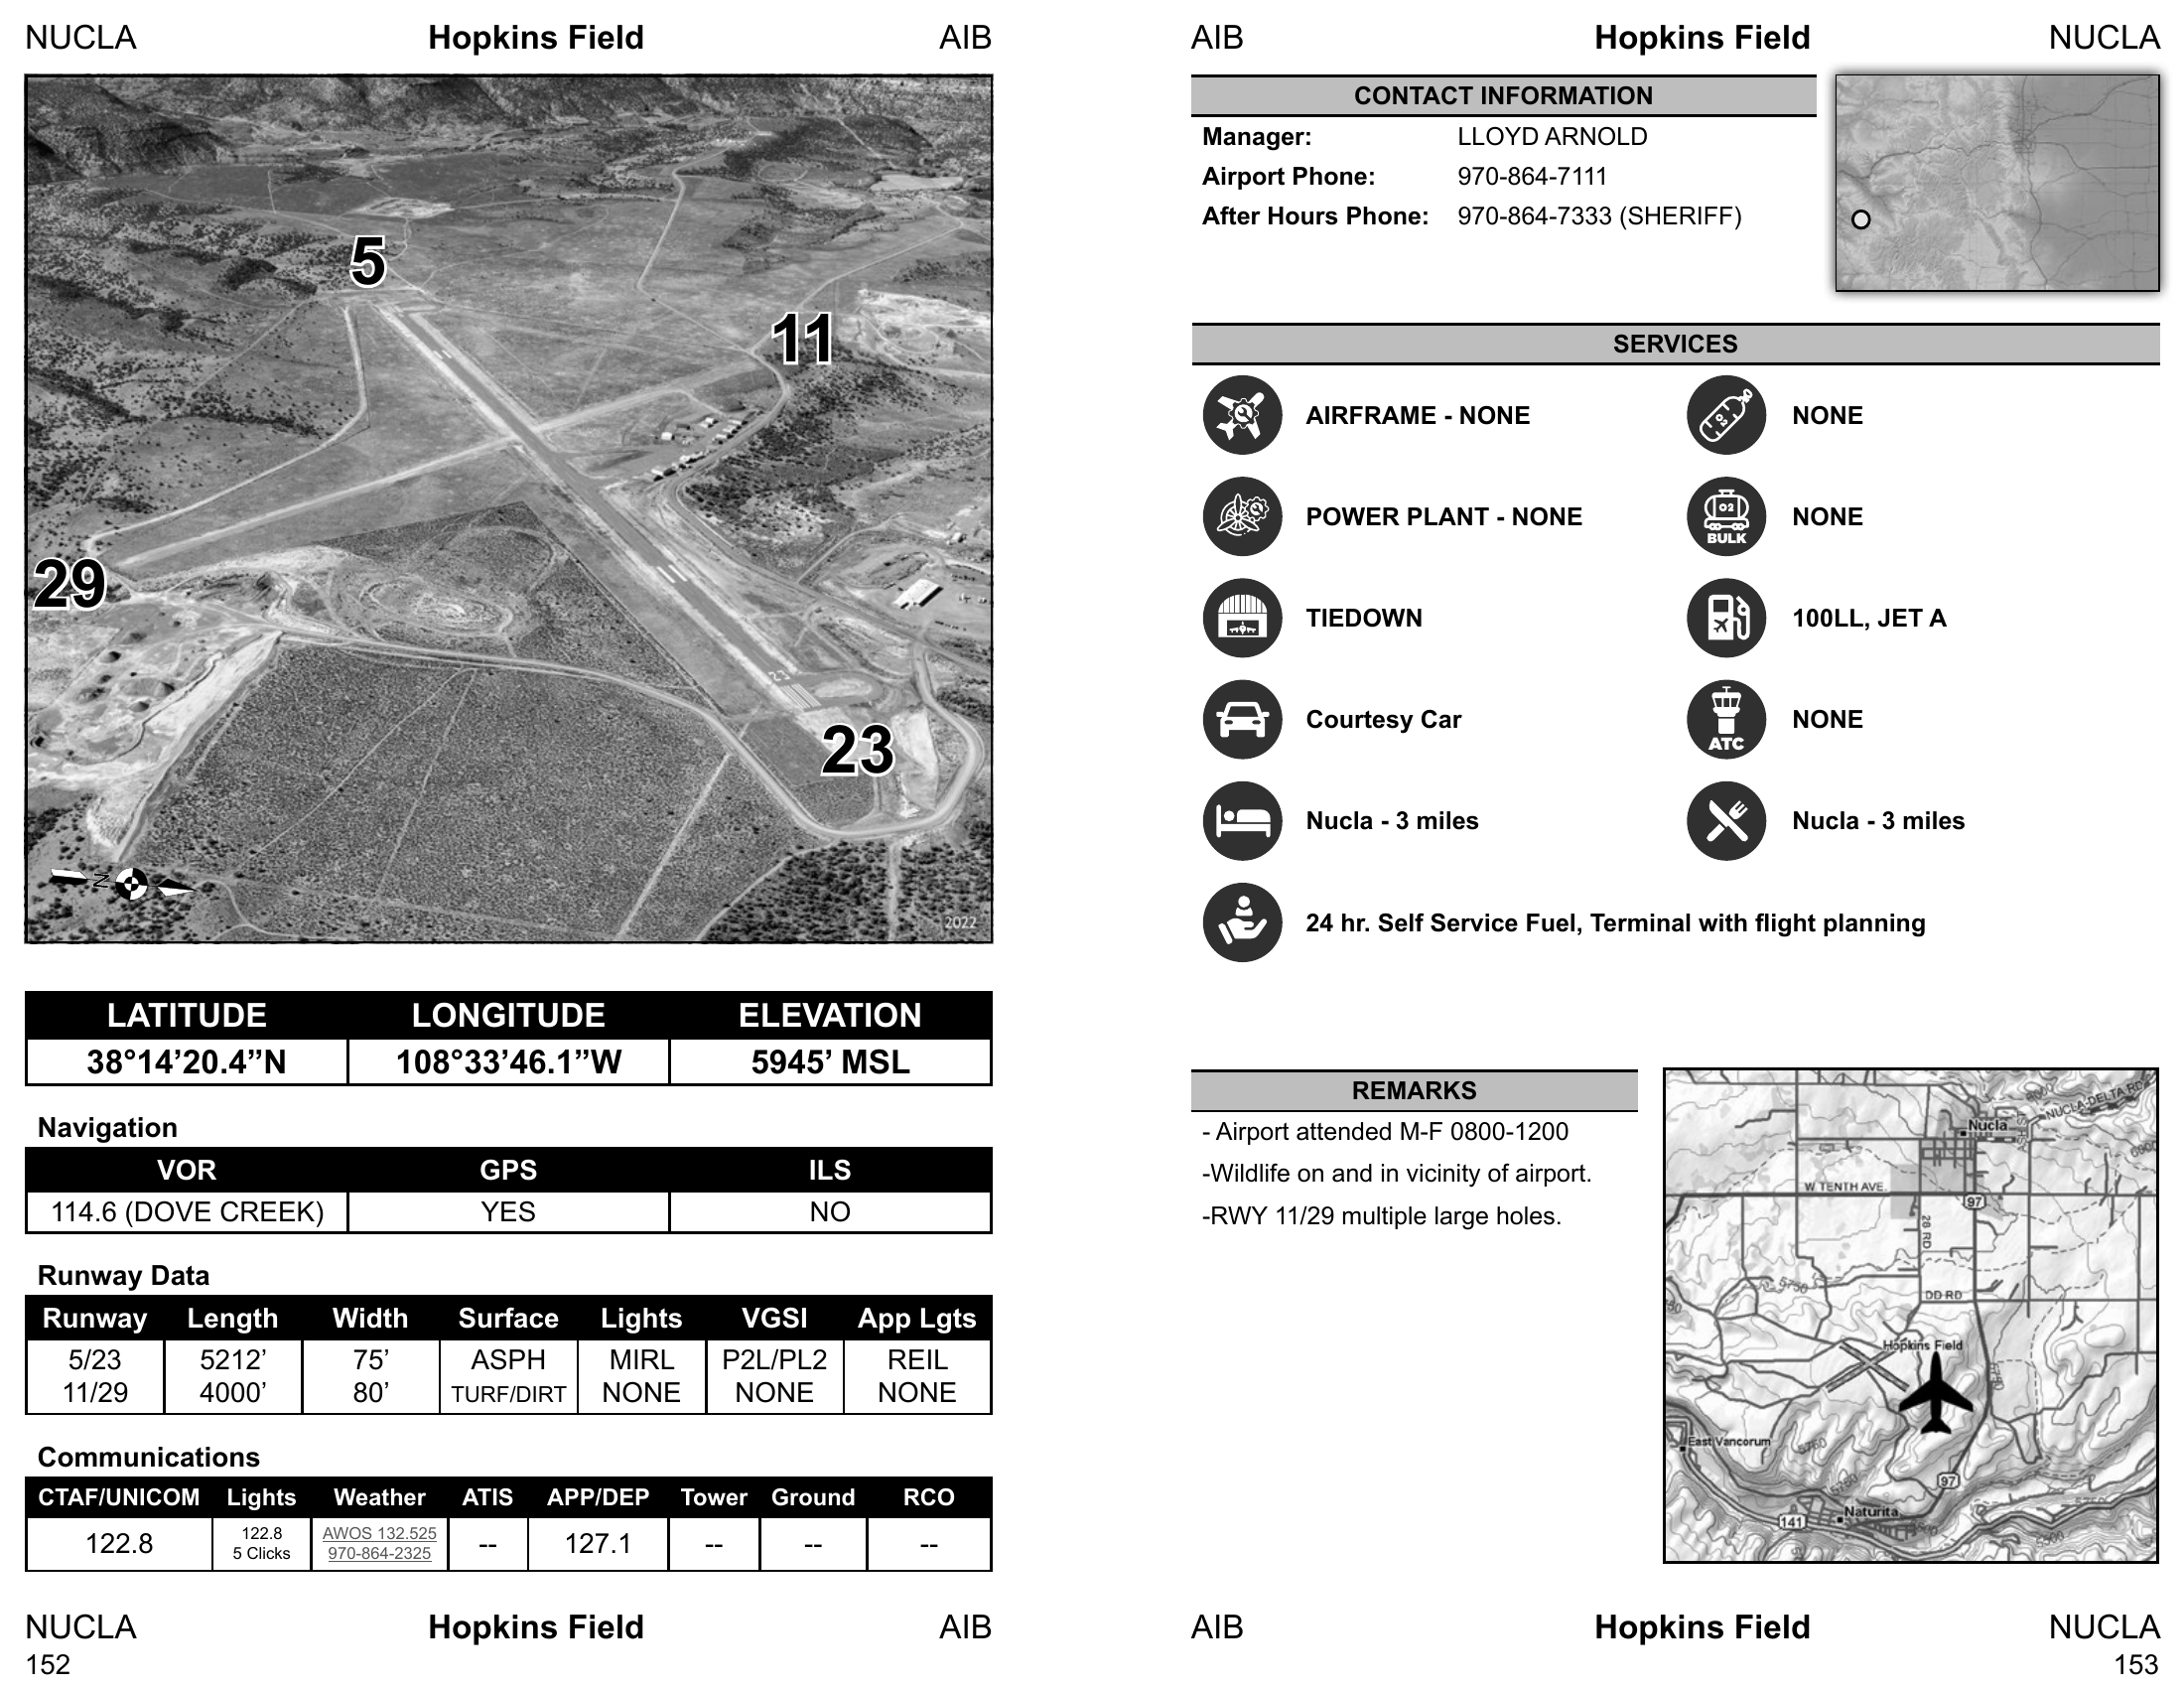 NUCLA Hopkins Field AIB
5
11
29
23
23
N
2022
LATITUDE LONGITUDE ELEVATION
38°14’20.4”N 108°33’46.1”W 5945’ MSL
Navigation
VOR GPS ILS
114.6 (DOVE CREEK) YES NO
Runway Data
Runway Length Width Surface Lights VGSI App Lgts
5/23 5212’ 75’ ASPH MIRL P2L/PL2 REIL
11/29 4000’ 80’ TURF/DIRT NONE NONE NONE
Communications
CTAF/UNICOM Lights Weather ATIS APP/DEP Tower Ground RCO
122.8 122.8 5 Clicks AWOS 132.525 970-864-2325 -- 127.1 -- -- --
NUCLA Hopkins Field AIB
152
AIB Hopkins Field NUCLA
CONTACT INFORMATION
Manager: LLOYD ARNOLD
Airport Phone: 970-864-7111
After Hours Phone: 970-864-7333 (SHERIFF)
SERVICES
AIRFRAME - NONE NONE
POWER PLANT - NONE O2 BULK NONE
TIEDOWN 100LL, JET A
Courtesy Car ATC NONE
Nucla - 3 miles Nucla - 3 miles
24 hr. Self Service Fuel, Terminal with flight planning
REMARKS
- Airport attended M-F 0800-1200
-Wildlife on and in vicinity of airport.
-RWY 11/29 multiple large holes.
NUCLA-DELTA RD
Nucla
W. TENTH AVE.
97
28 RD
5750
DD RD
Hopkins Field
5750
East Vancorum
5750
97
5750
Naturita
141
5500
5500
AIB Hopkins Field NUCLA
153